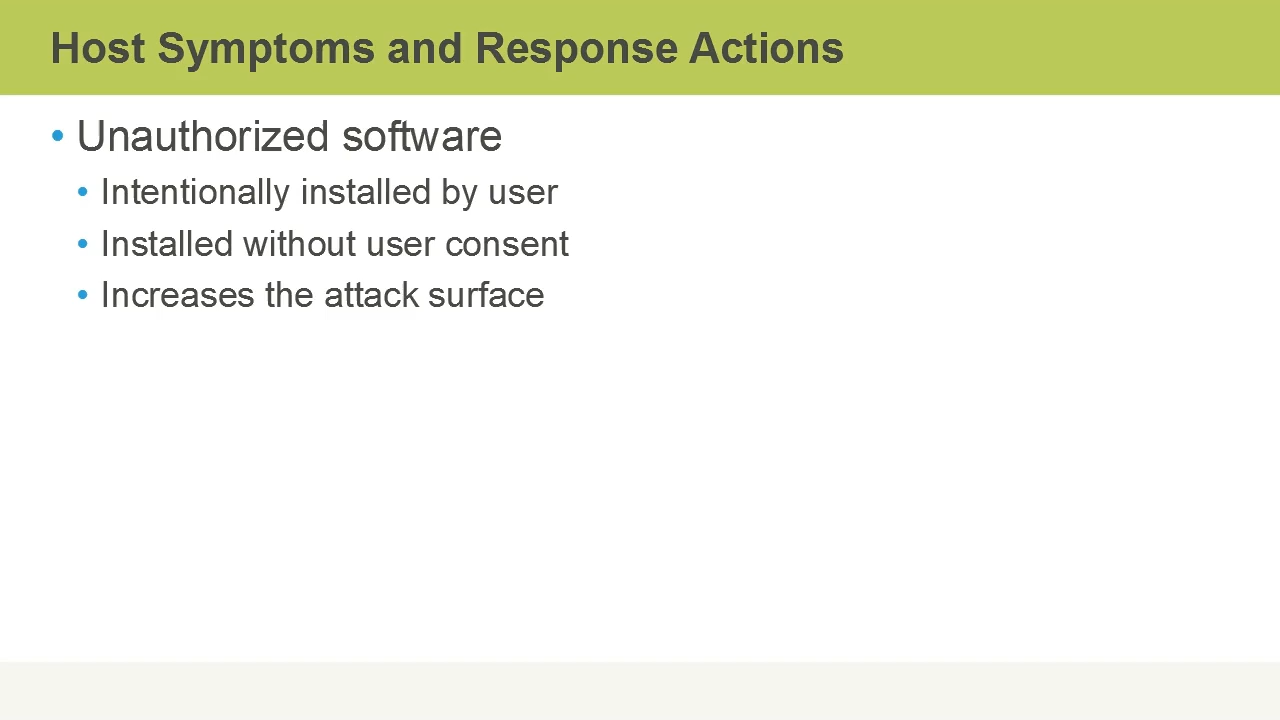 Host Symptoms and Response Actions
• Unauthorized software
• Intentionally installed by user
• Installed without user consent
• Increases the attack surface